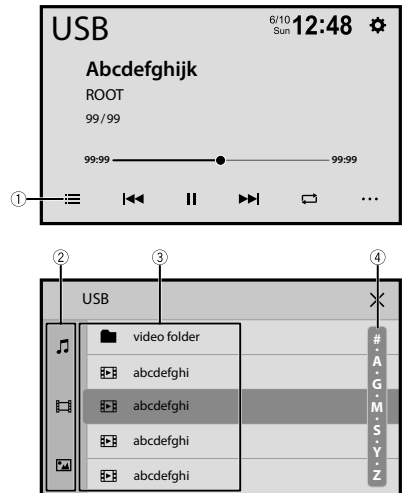 USB
6/10
Sun
12:48
Abcdefghijk
ROOT
99/99
99:99
99:99
1
2
3
4
USB
video folder
abcdefghi
abcdefghi
abcdefghi
abcdefghi
#
·
A
·
G
·
M
·
S
·
Y
·
Z